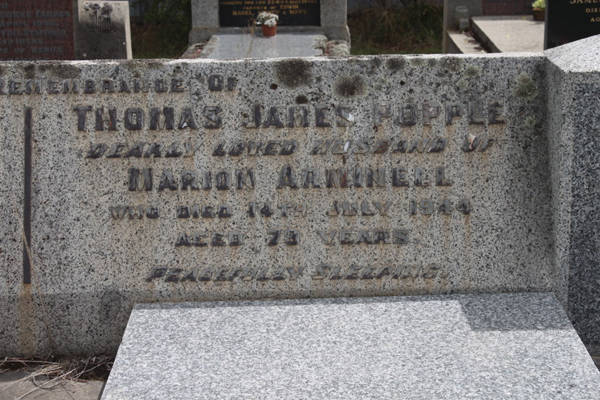 REMEMBRANCE OF
THOMAS JAMES POPPLE
DEARLY LOVED HUSBAND OF
MARION ARMINELL
WHO DIED 14TH JULY 1944
AGED 73 YEARS.
PEACEFULLY SLEEPING.